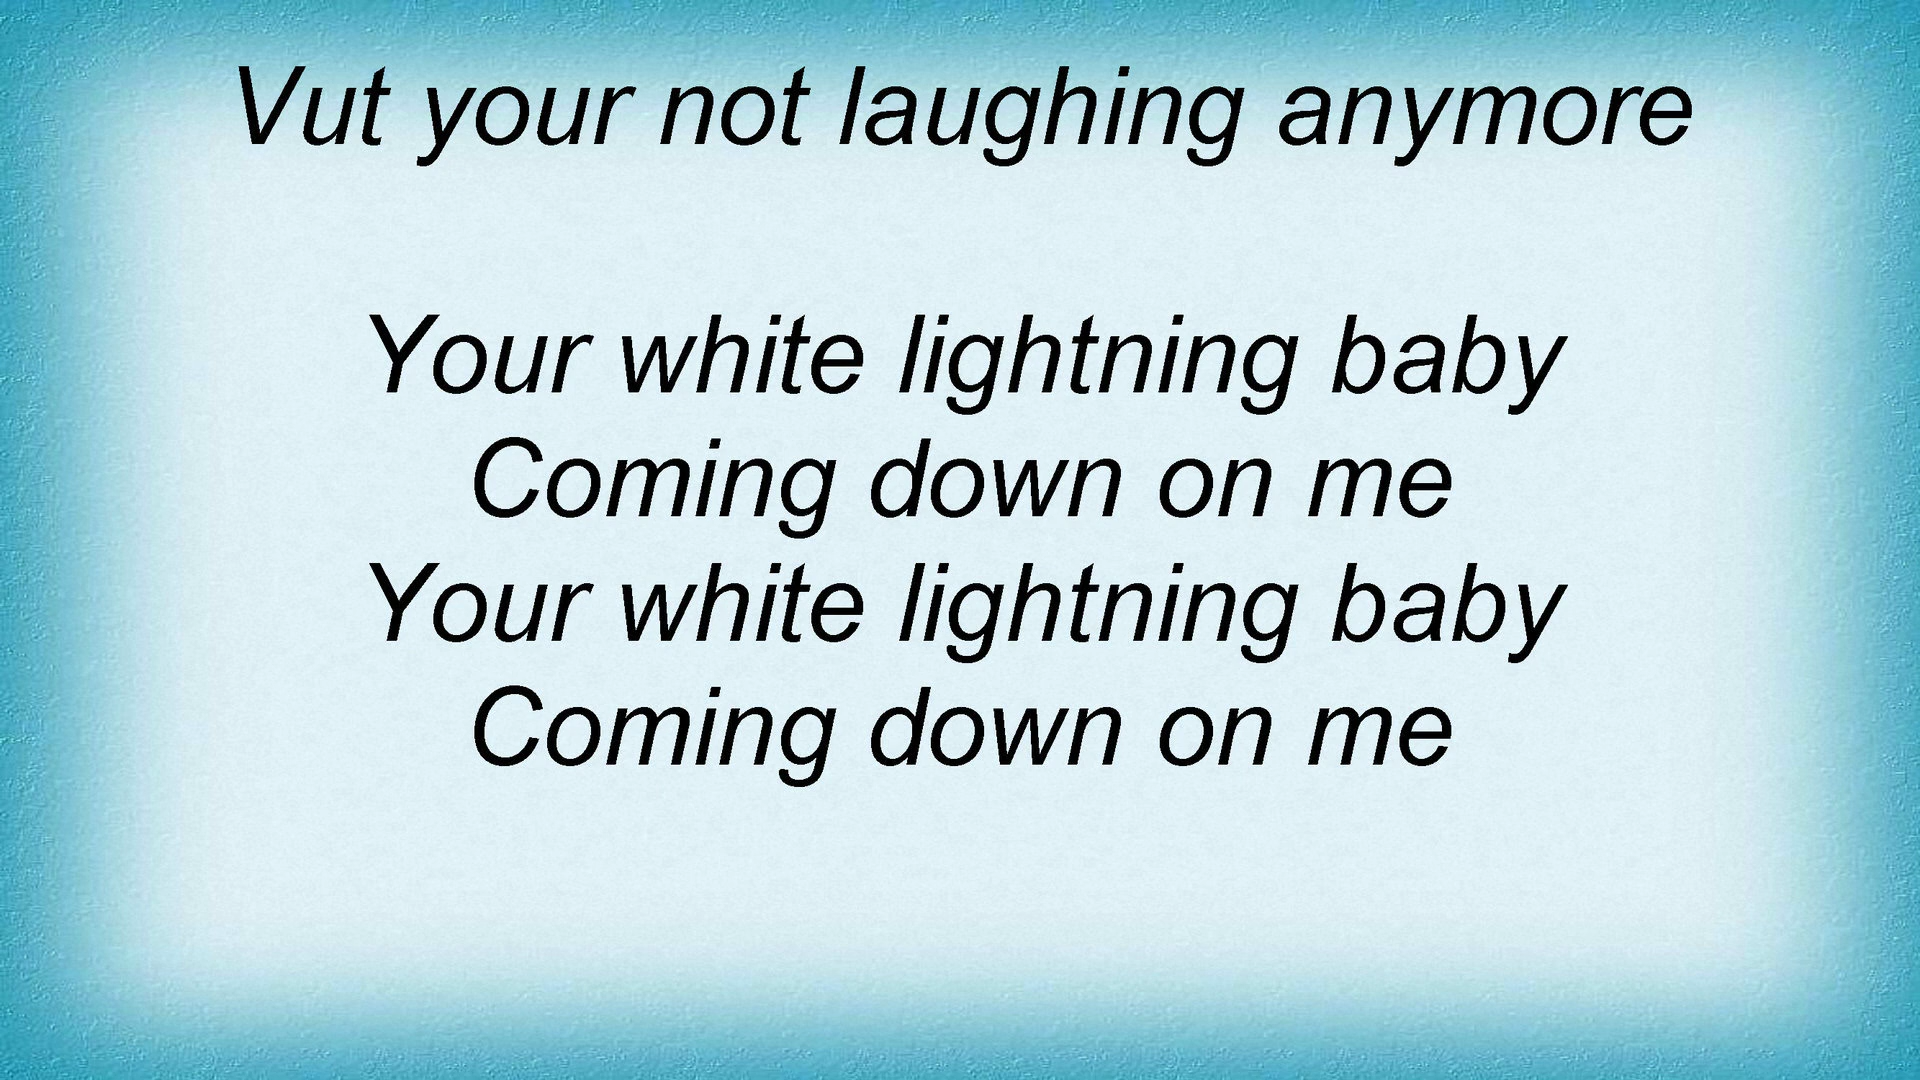 Vut your not laughing anymore
Your white lightning baby
Coming down on me
Your white lightning baby
Coming down on me